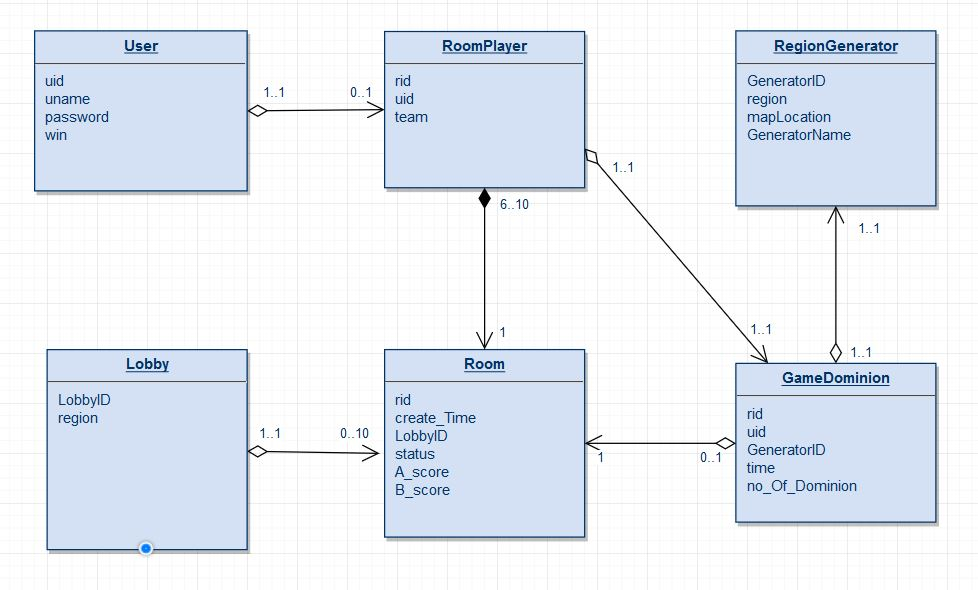 User
uid
uname
password
win
1..1
0..1
RoomPlayer
rid
uid
team
6..10
1
1..1
1..1
RegionGenerator
GeneratorID
region
mapLocation
GeneratorName
1..1
1..1
Lobby
LobbyID
region
1..1
0..10
Room
rid
create_Time
LobbyID
status
A_score
B_score
1
0..1
GameDominion
rid
uid
GeneratorID
time
no_Of_Dominion